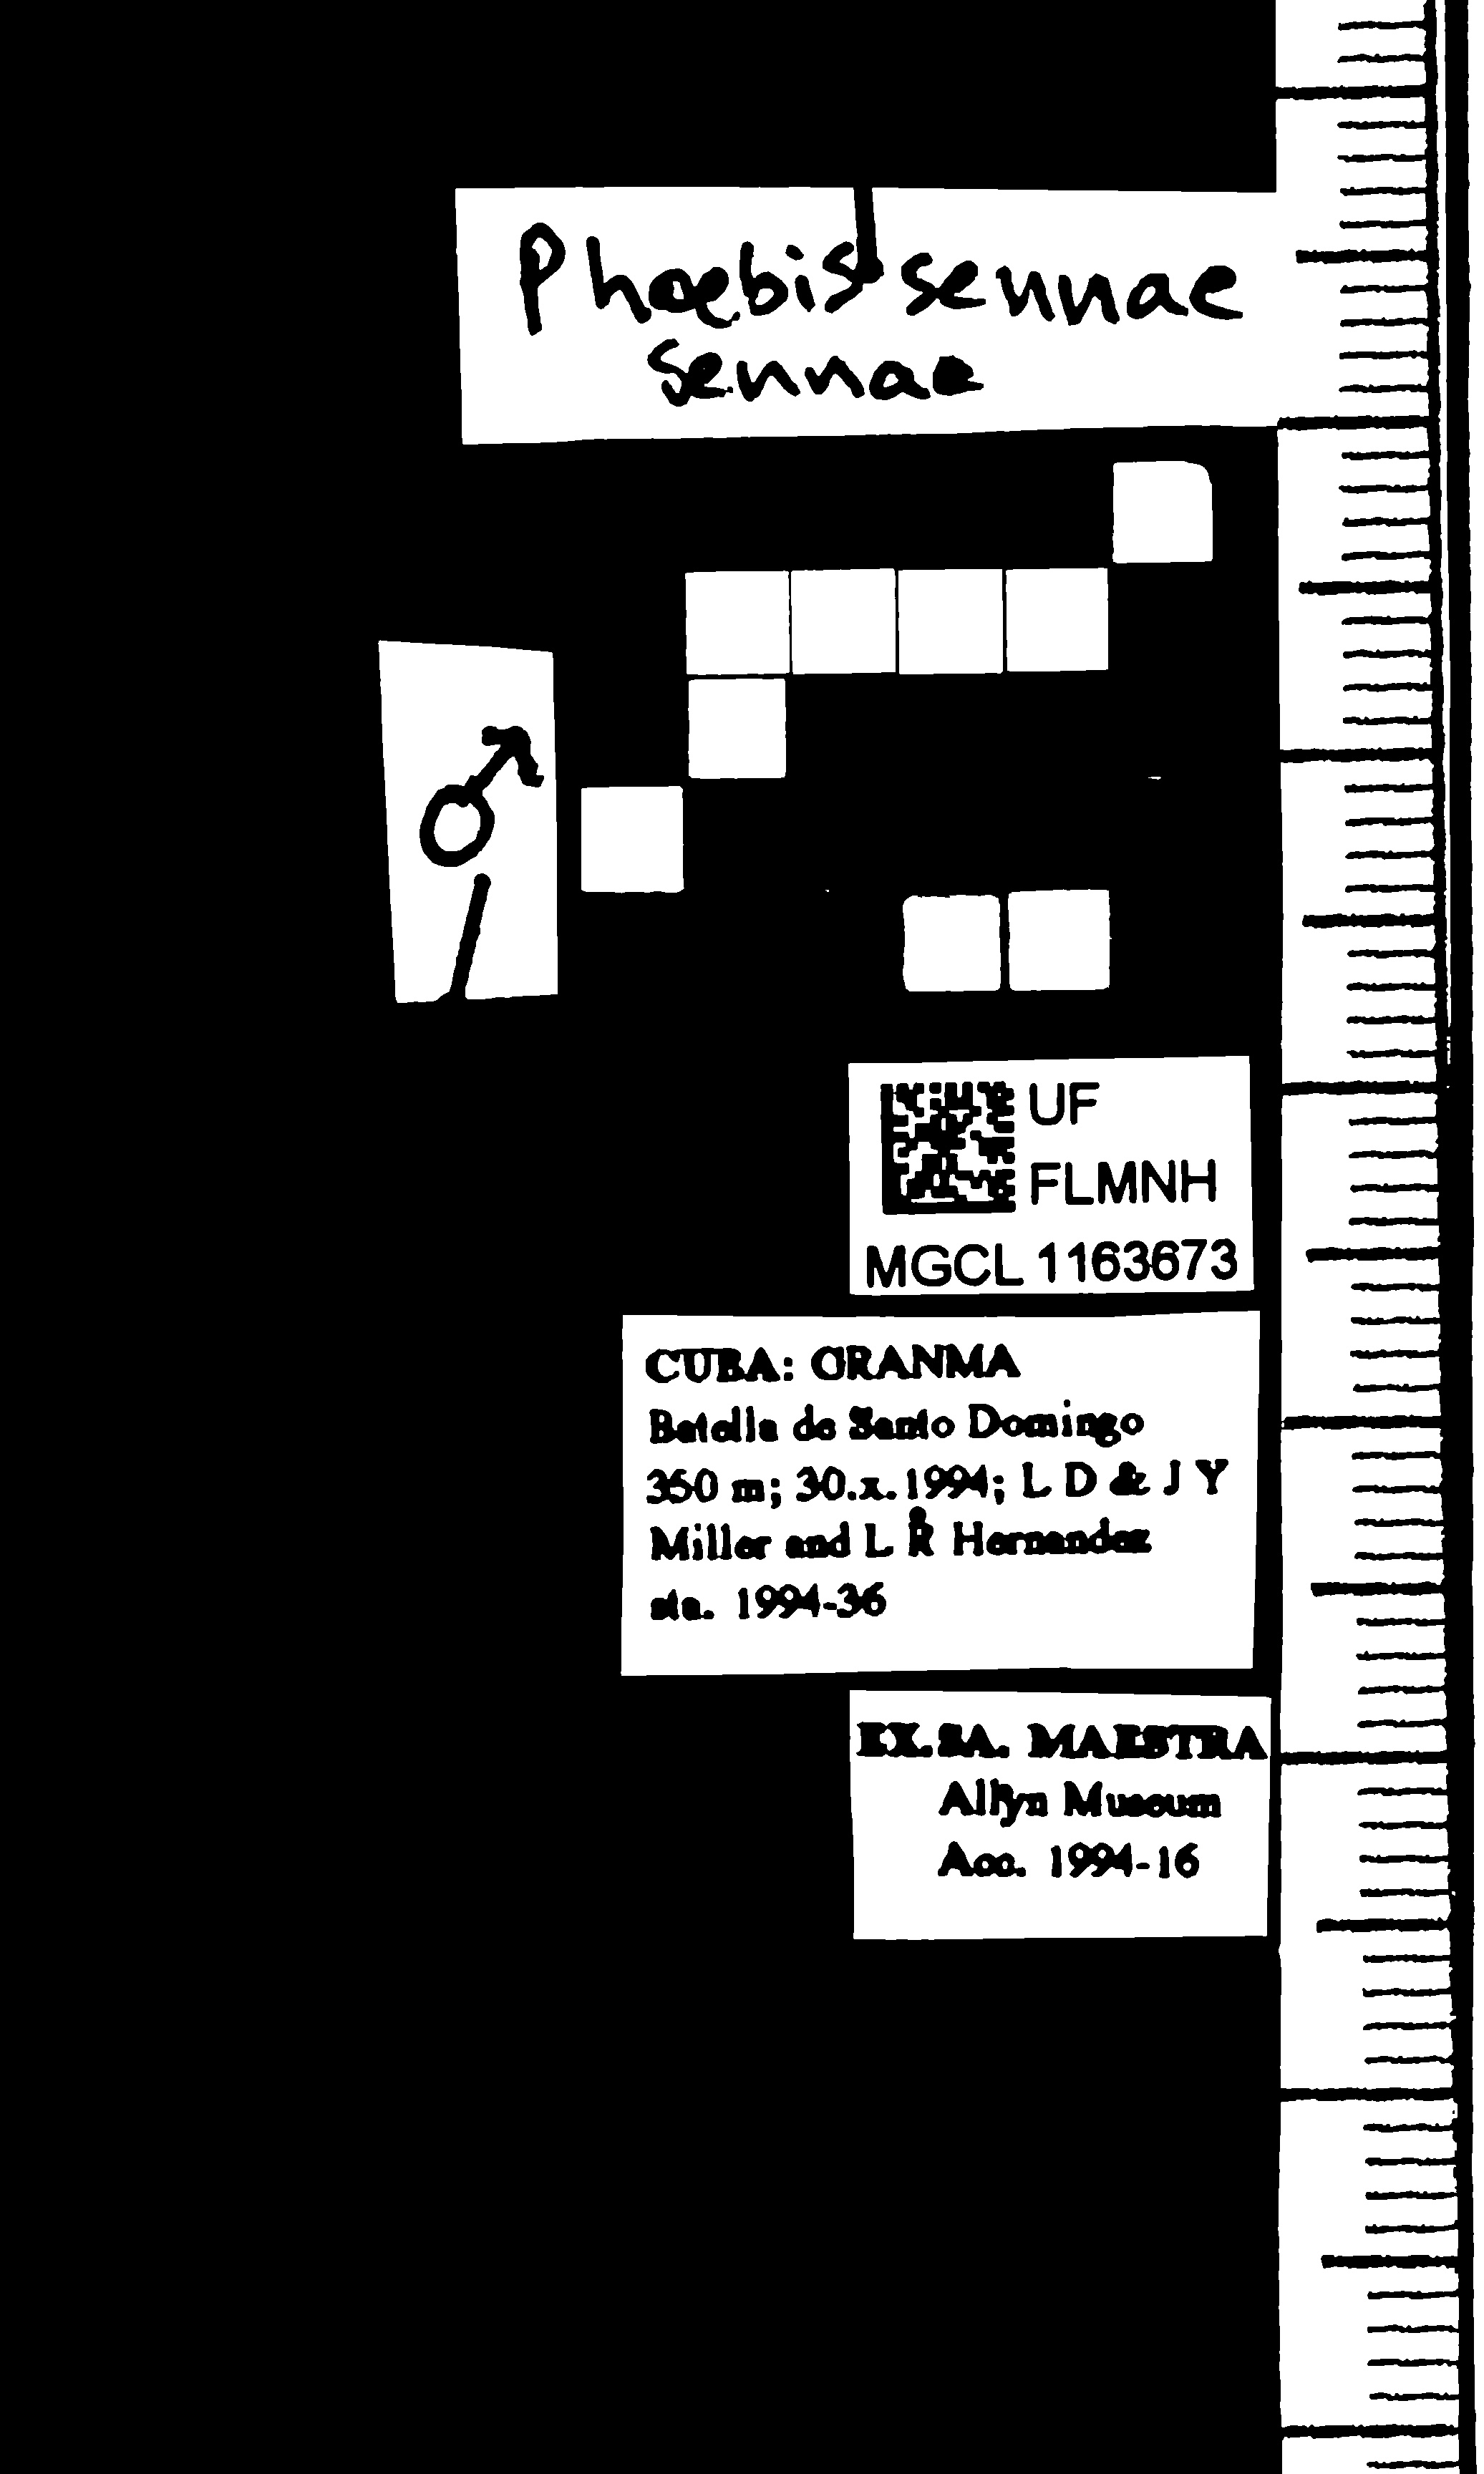 Phoebis sennae
sennae
♂
UF
FLMNH
MGCL 1163673
CUBA: GRANMA
Batella de Santo Domingo
350 m; 30.x.1994; L D & J Y
Miller and L R Hernandez
sta. 1994-36
EX. SA. MAESTRA
Allyn Museum
Acc. 1994-16